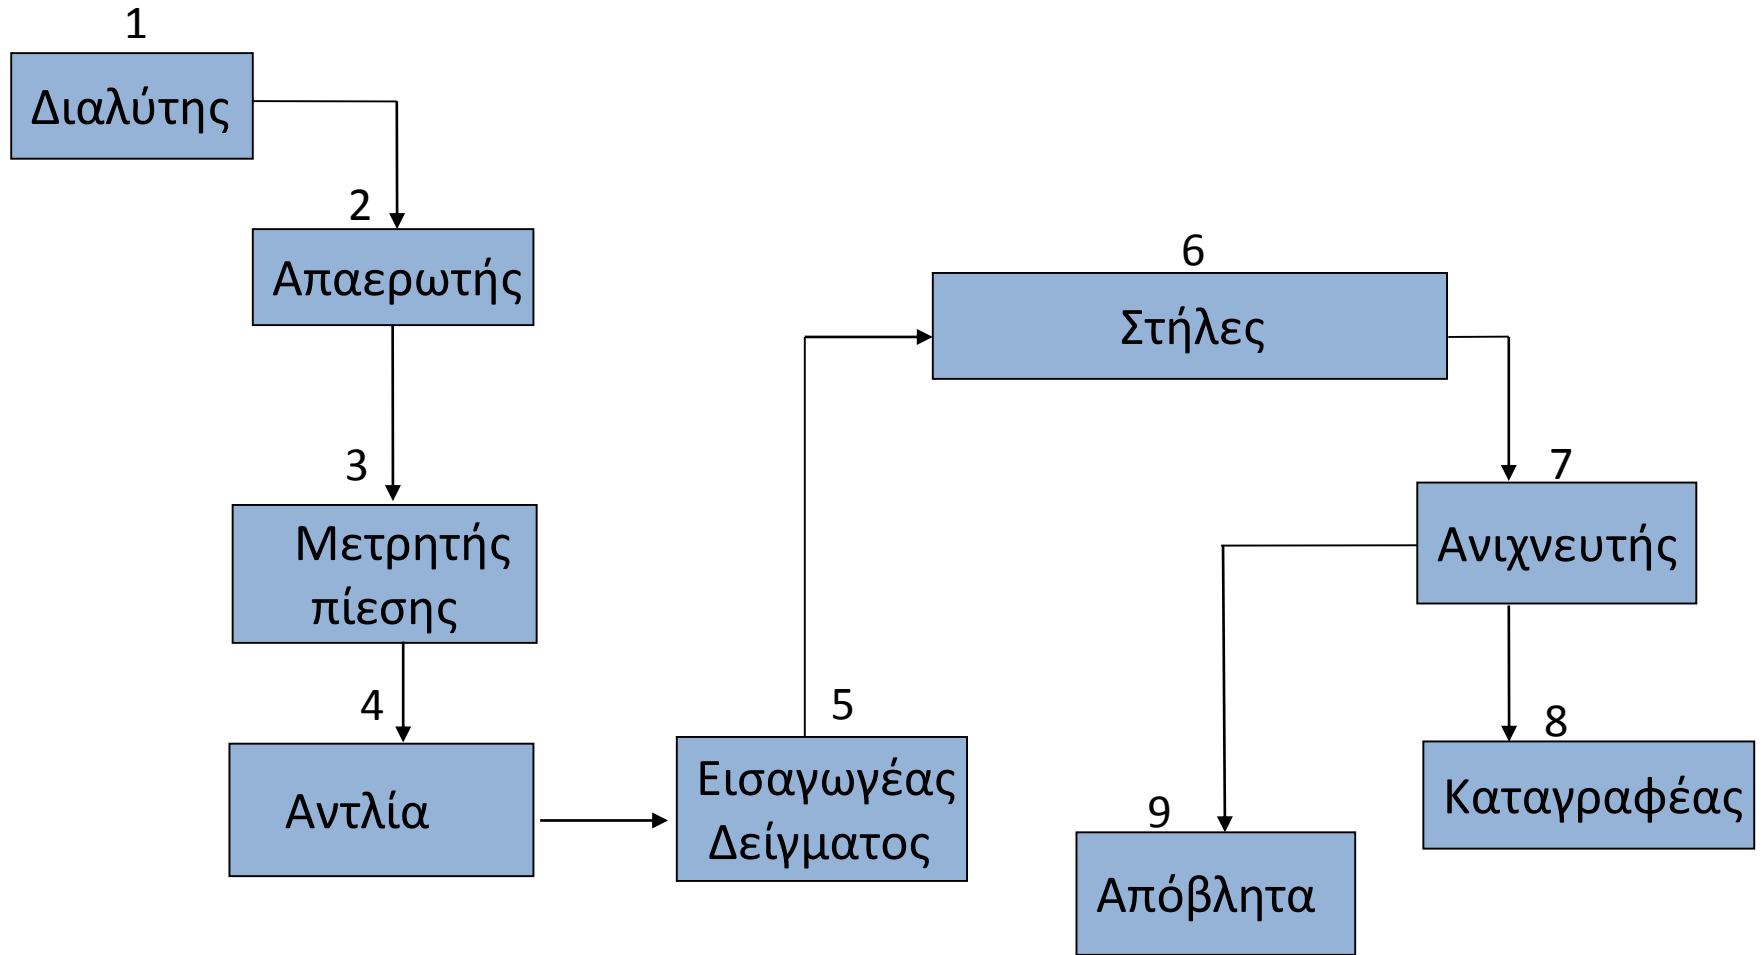 1
Διαλύτης
2
Απαερωτής
3
Μετρητής
πίεσης
4
Αντλία
5
Εισαγωγέας
Δείγματος
6
Στήλες
7
Ανιχνευτής
8
Καταγραφέας
9
Απόβλητα